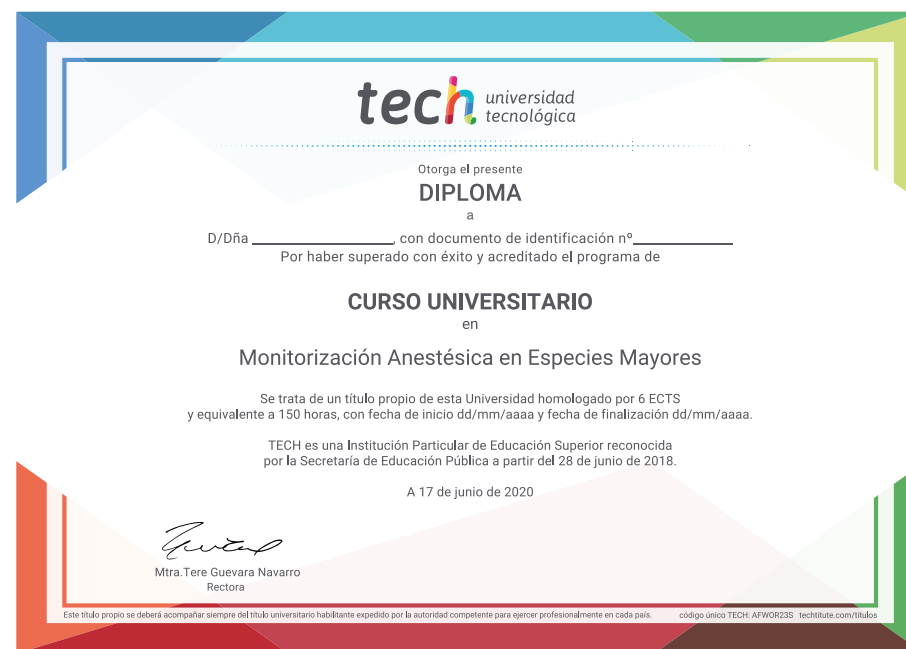 tech universidad
tecnológica
Otorga el presente
DIPLOMA
a
D/Dña ____________________, con documento de identificación nº______________
Por haber superado con éxito y acreditado el programa de
CURSO UNIVERSITARIO
en
Monitorización Anestésica en Especies Mayores
Se trata de un título propio de esta Universidad homologado por 6 ECTS
y equivalente a 150 horas, con fecha de inicio dd/mm/aaaa y fecha de finalización dd/mm/aaaa.
TECH es una Institución Particular de Educación Superior reconocida
por la Secretaría de Educación Pública a partir del 28 de junio de 2018.
A 17 de junio de 2020
Mtra.Tere Guevara Navarro
Rectora
Este título propio se deberá acompañar siempre del título universitario habilitante expedido por la autoridad competente para ejercer profesionalmente en cada país. código único TECH: AFWOR23S techtitute.com/titulos